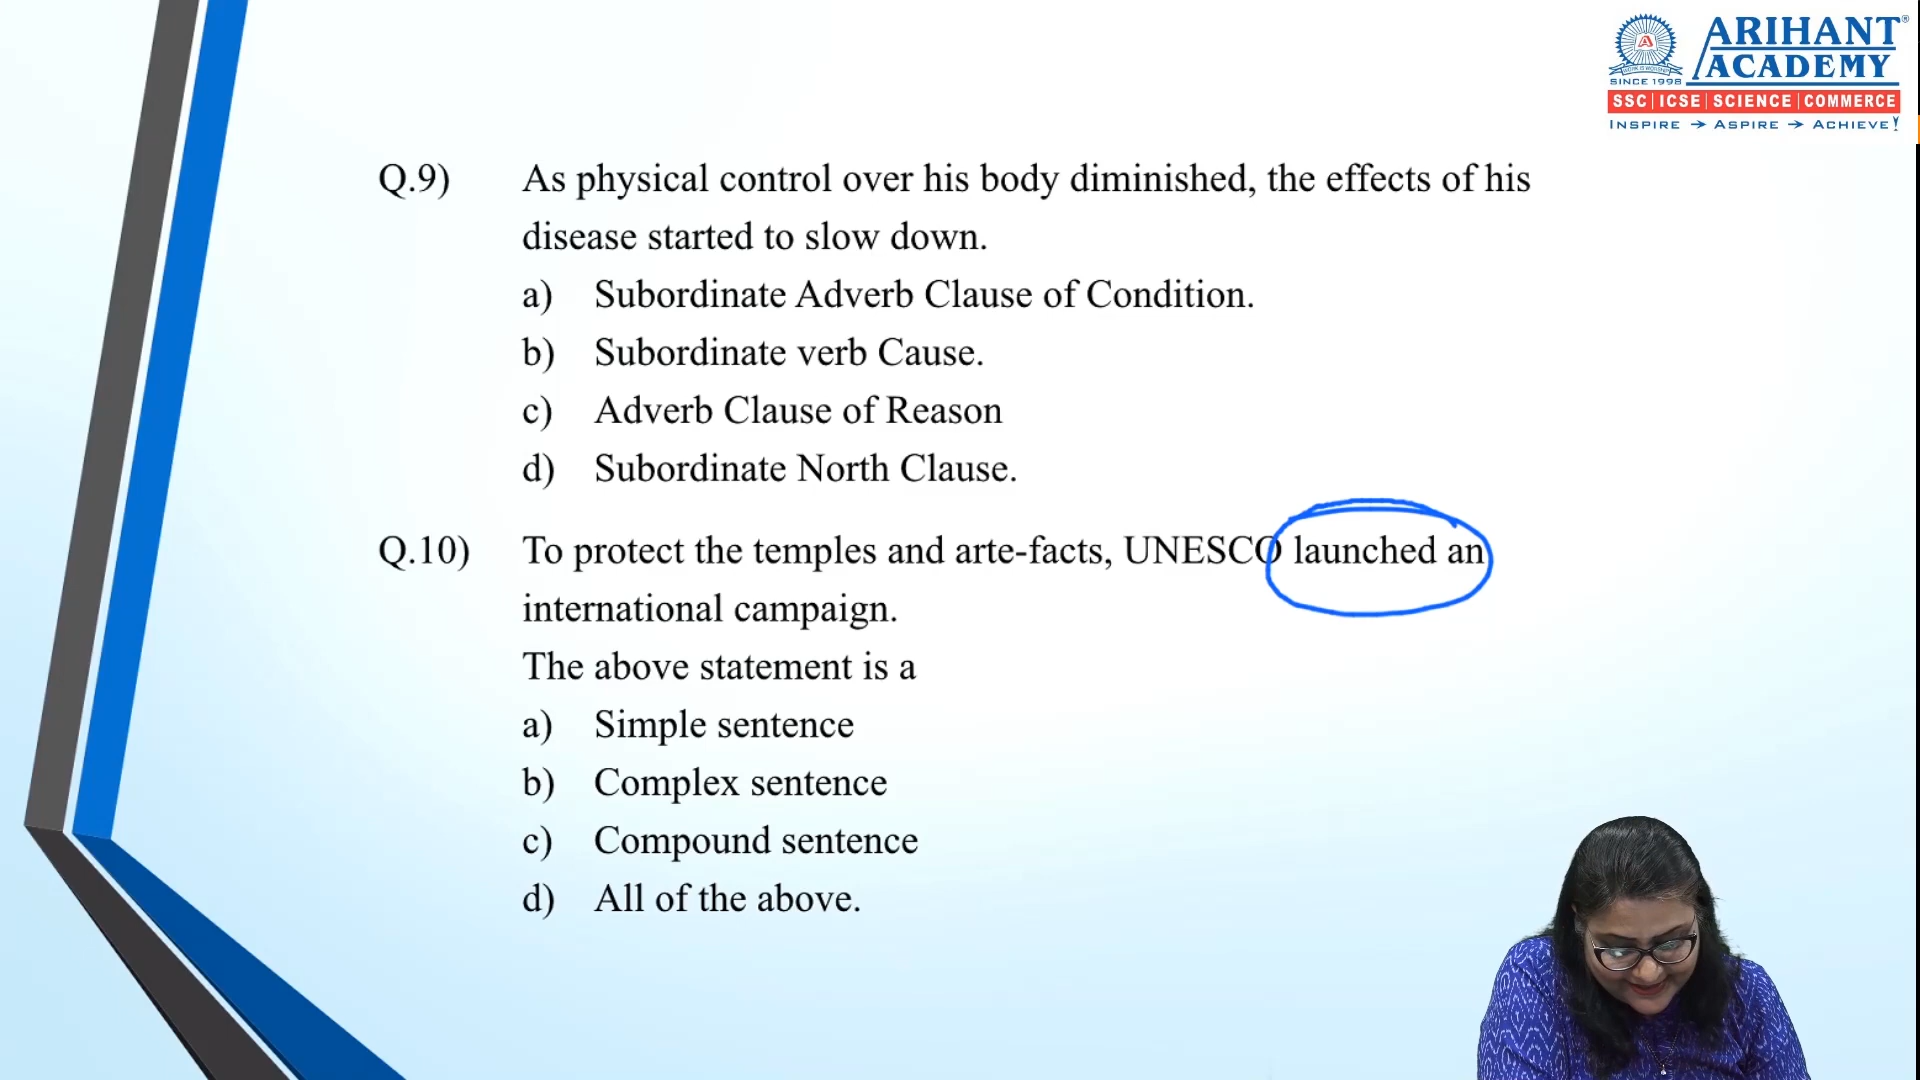 ARIHANT®
ACADEMY
SINCE 1998
SSC | ICSE | SCIENCE | COMMERCE
INSPIRE → ASPIRE → ACHIEVE!
Q.9) As physical control over his body diminished, the effects of his
disease started to slow down.
a) Subordinate Adverb Clause of Condition.
b) Subordinate verb Cause.
c) Adverb Clause of Reason
d) Subordinate North Clause.
Q.10) To protect the temples and arte-facts, UNESCO launched an
international campaign.
The above statement is a
a) Simple sentence
b) Complex sentence
c) Compound sentence
d) All of the above.